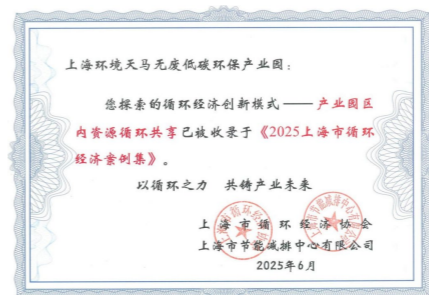 上海环境天马无废低碳环保产业园：
您探索的循环经济创新模式——产业园区
内资源循环共享已被收录于《2025上海市循环
经济案例集》。
以循环之力 共铸产业未来
上海市循环经济协会
上海市节能减排中心有限公司
2025年6月